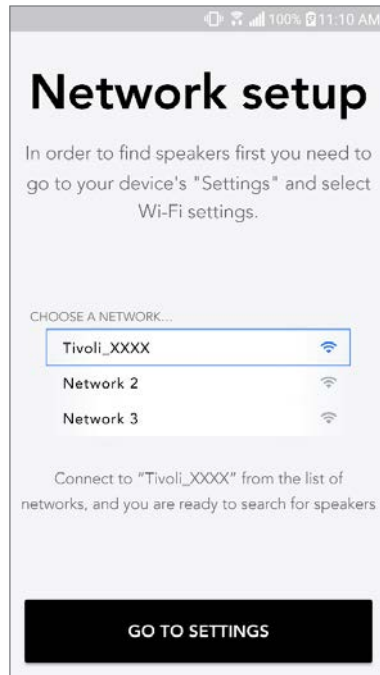 100% 11:10 AM
Network setup
In order to find speakers first you need to
go to your device's "Settings" and select
Wi-Fi settings.
CHOOSE A NETWORK...
Tivoli_XXXX
Network 2
Network 3
Connect to “Tivoli_XXXX” from the list of
networks, and you are ready to search for speakers
GO TO SETTINGS